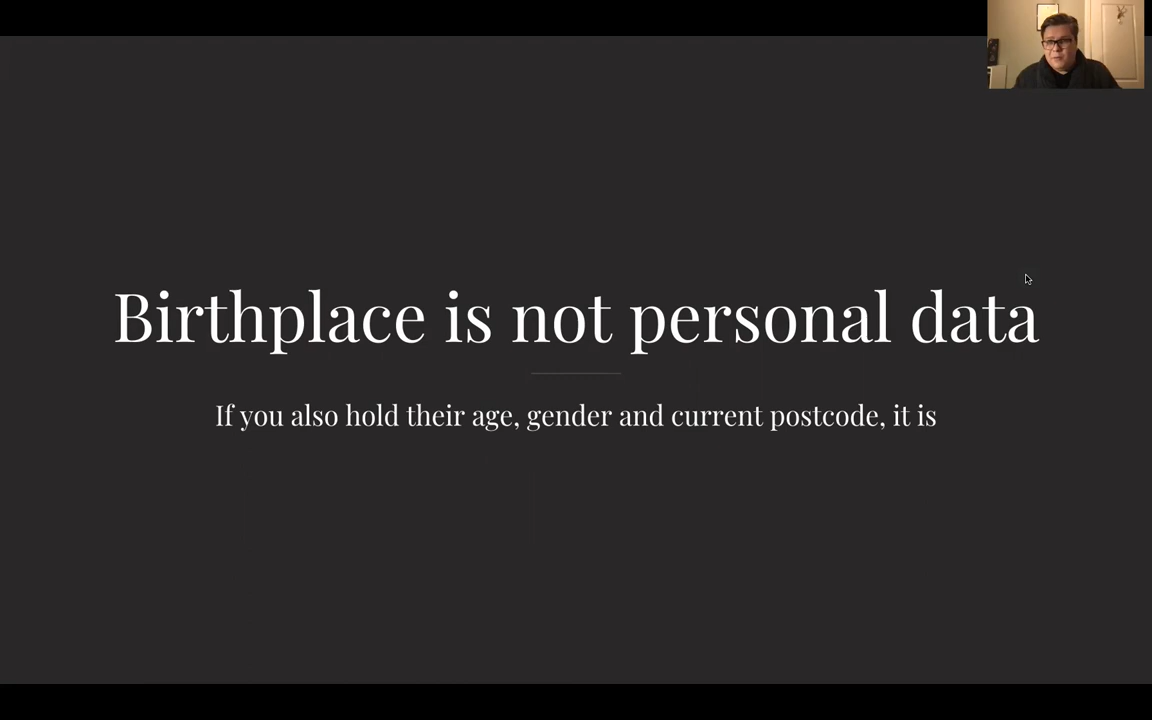 Birthplace is not personal data
If you also hold their age, gender and current postcode, it is